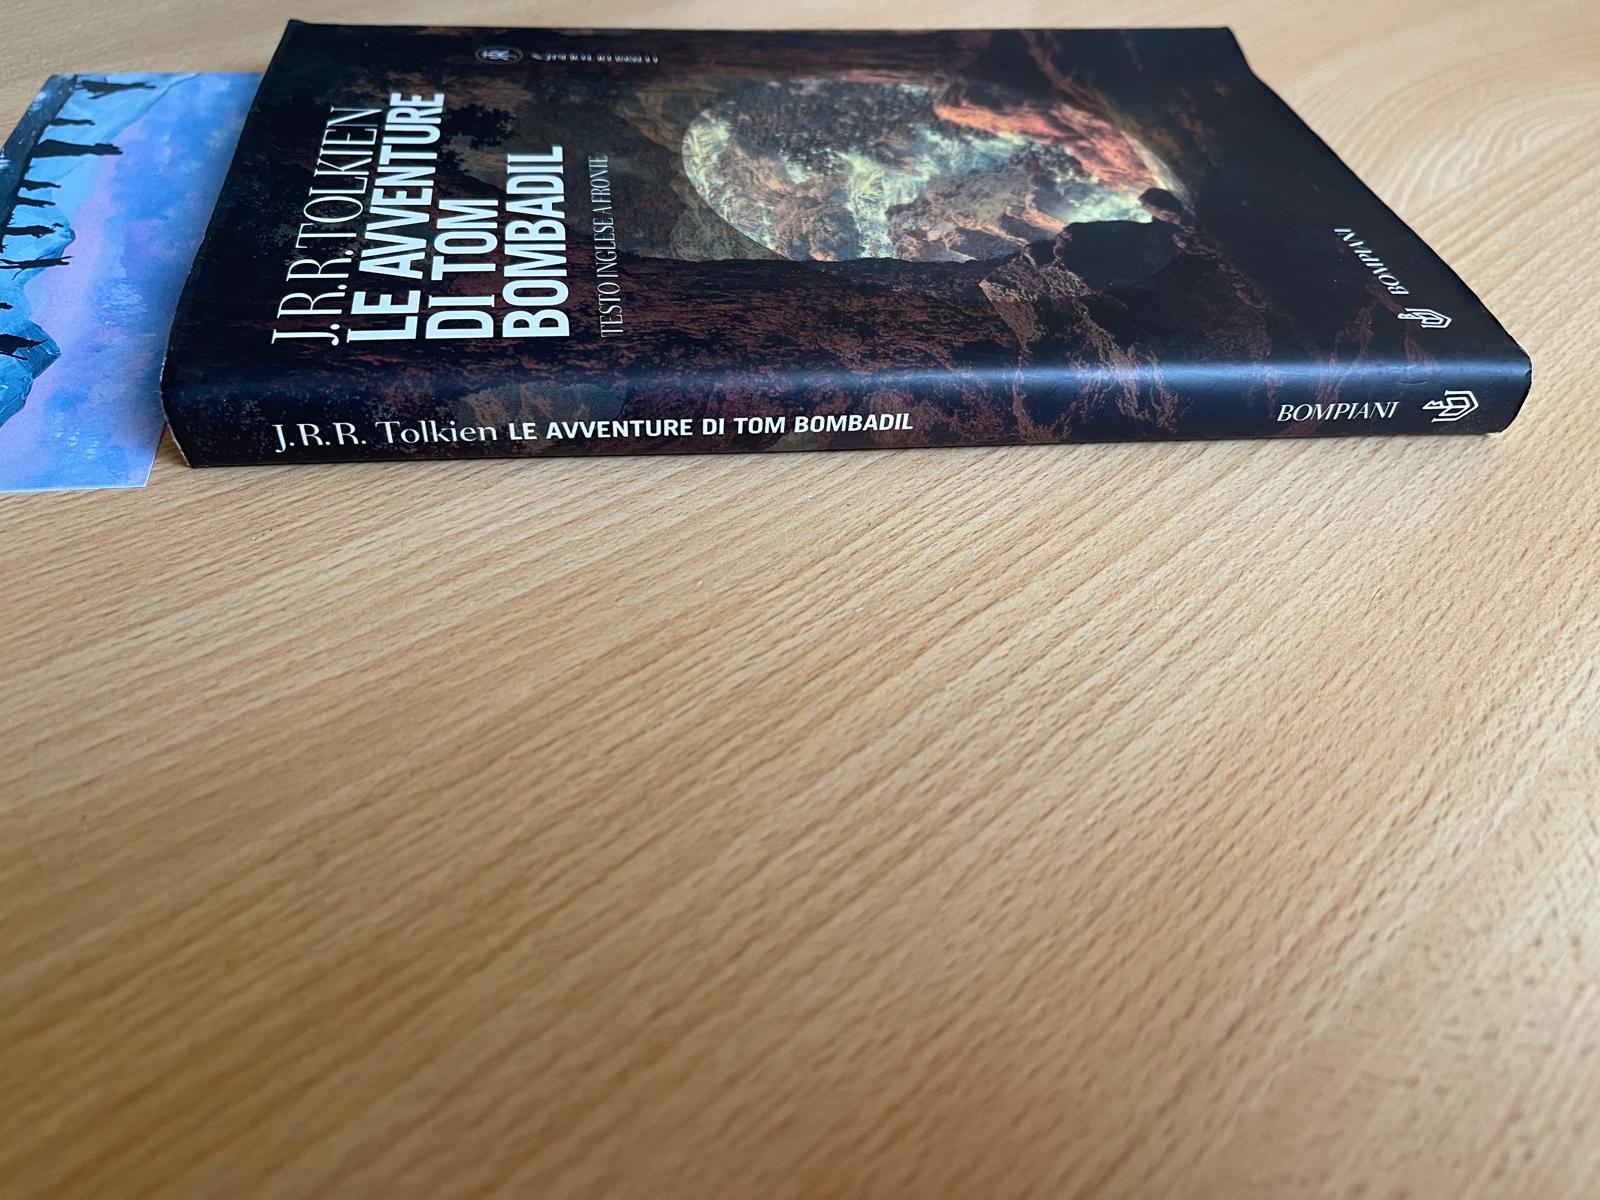 J.R.R. TOLKIEN
LE AVVENTURE
DI TOM
BOMBADIL
TESTO INGLESE A FRONTE
BOMPIANI
J.R.R. Tolkien LE AVVENTURE DI TOM BOMBADIL
BOMPIANI